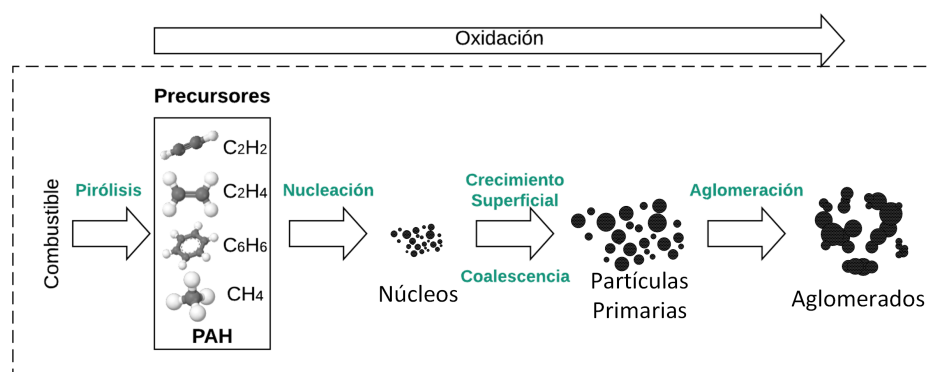 Oxidación
Precursores
Combustible
Pirólisis
C2H2
C2H4
C6H6
CH4
PAH
Nucleación
Núcleos
Crecimiento
Superficial
Coalescencia
Partículas
Primarias
Aglomeración
Aglomerados